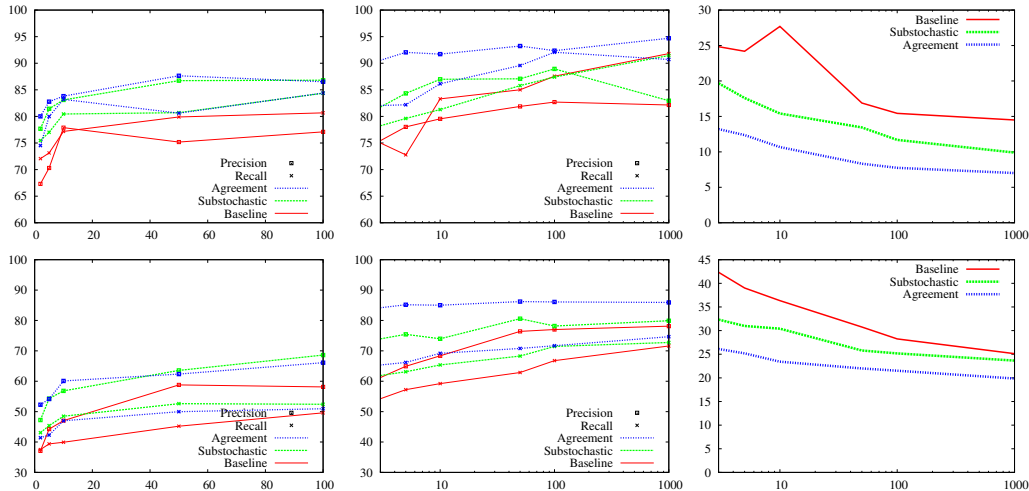 100
95
90
85
80
75
70
65
60
0 20 40 60 80 100
Precision
Recall
Agreement
Substochastic
Baseline
100
95
90
85
80
75
70
65
60
10 100 1000
Precision
Recall
Agreement
Substochastic
Baseline
30
25
20
15
10
5
0
10 100 1000
Baseline
Substochastic
Agreement
100
90
80
70
60
50
40
30
0 20 40 60 80 100
Precision
Recall
Agreement
Substochastic
Baseline
100
90
80
70
60
50
40
30
10 100 1000
Precision
Recall
Agreement
Substochastic
Baseline
45
40
35
30
25
20
15
10
5
0
10 100 1000
Baseline
Substochastic
Agreement